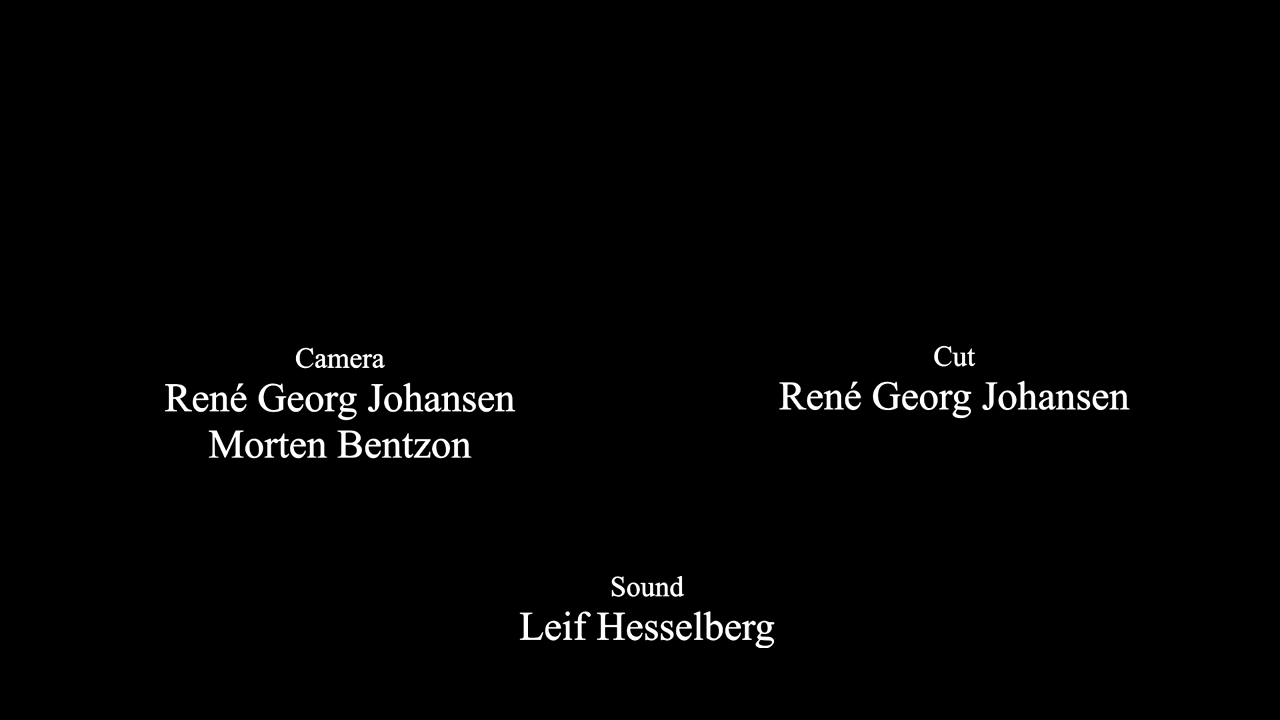 Camera
René Georg Johansen
Morten Bentzon
Cut
René Georg Johansen
Sound
Leif Hesselberg